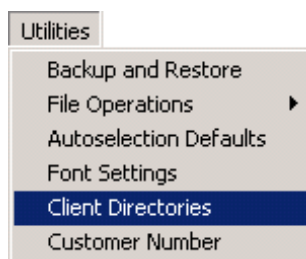 Utilities
Backup and Restore
File Operations
Autoselection Defaults
Font Settings
Client Directories
Customer Number